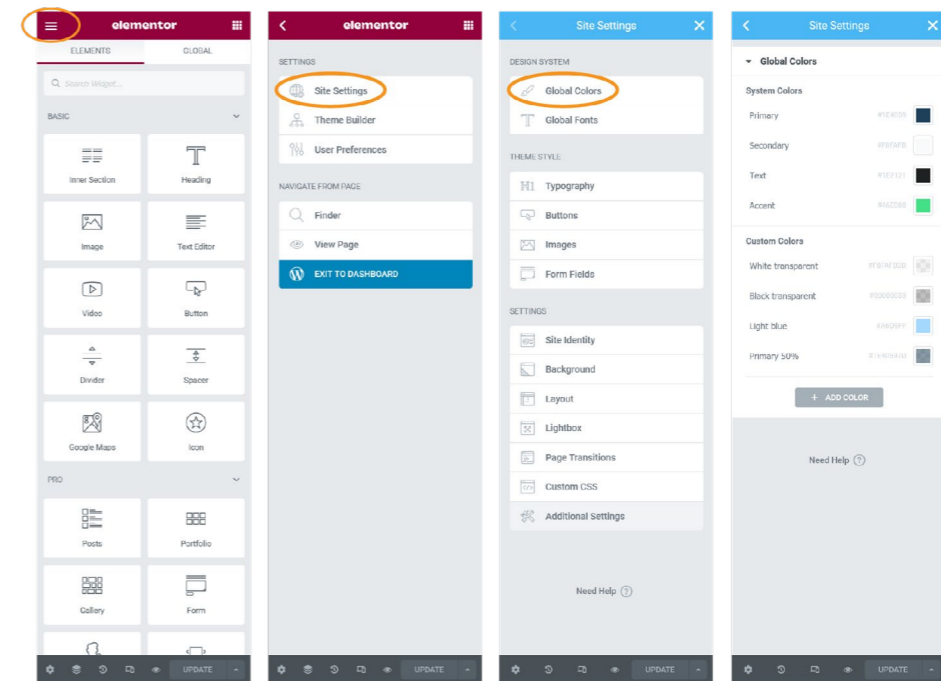 elementor
ELEMENTS GLOBAL
Search Widget...
BASIC
Inner Section Heading
Image Text Editor
Video Button
Divider Spacer
Google Maps Icon
PRO
Posts Portfolio
Gallery Form
UPDATE
elementor
SETTINGS
Site Settings
Theme Builder
User Preferences
NAVIGATE FROM PAGE
Finder
View Page
EXIT TO DASHBOARD
UPDATE
Site Settings
DESIGN SYSTEM
Global Colors
Global Fonts
THEME STYLE
H1 Typography
Buttons
Images
Form Fields
SETTINGS
Site Identity
Background
Layout
Lightbox
Page Transitions
Custom CSS
Additional Settings
Need Help ?
UPDATE
Site Settings
Global Colors
System Colors
Primary
Secondary
Text
Accent
Custom Colors
White transparent
Black transparent
Light blue
Primary 50%
+ ADD COLOR
Need Help ?
UPDATE